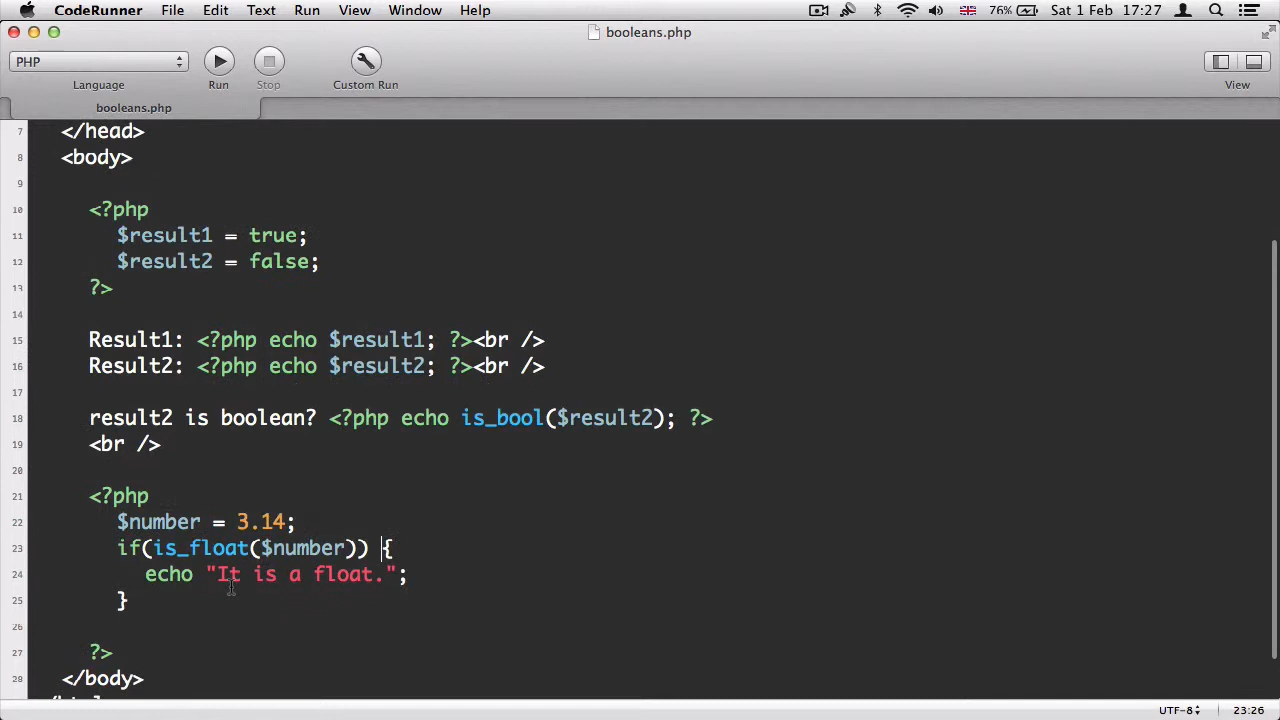 CodeRunner File Edit Text Run View Window Help 76% Sat 1 Feb 17:27
booleans.php
PHP
Language Run Stop Custom Run View
booleans.php
7 </head>
8 <body>
9
10 <?php
11 $result1 = true;
12 $result2 = false;
13 ?>
14
15 Result1: <?php echo $result1; ?><br />
16 Result2: <?php echo $result2; ?><br />
17
18 result2 is boolean? <?php echo is_bool($result2); ?>
19 <br />
20
21 <?php
22 $number = 3.14;
23 if(is_float($number)) {
24 echo "It is a float.";
25 }
26
27 ?>
28 </body>
UTF-8 23:26